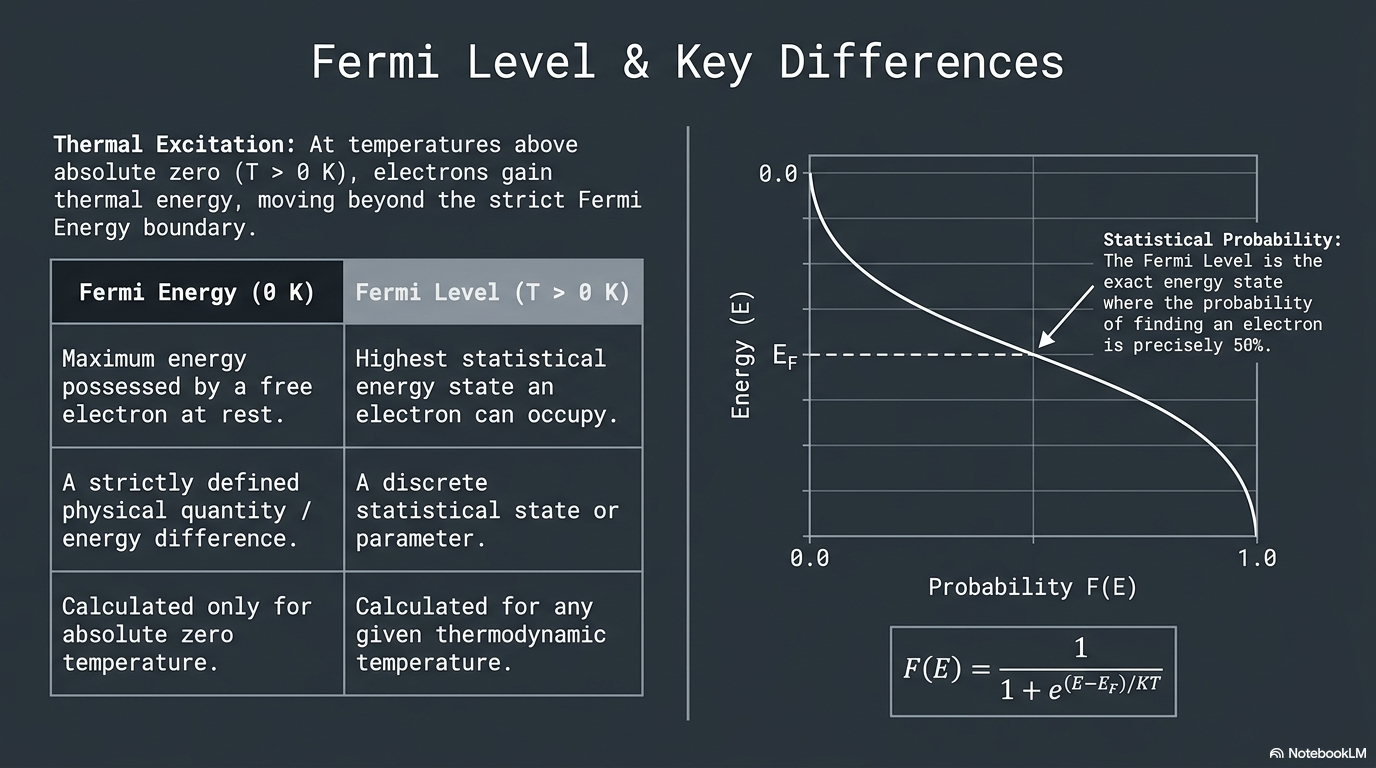 Fermi Level & Key Differences
Thermal Excitation: At temperatures above
absolute zero (T > 0 K), electrons gain
thermal energy, moving beyond the strict Fermi
Energy boundary.
Fermi Energy (0 K)
Fermi Level (T > 0 K)
Maximum energy
possessed by a free
electron at rest.
Highest statistical
energy state an
electron can occupy.
A strictly defined
physical quantity /
energy difference.
A discrete
statistical state or
parameter.
Calculated only for
absolute zero
temperature.
Calculated for any
given thermodynamic
temperature.
0.0
Energy (E)
E_F
Statistical Probability:
The Fermi Level is the
exact energy state
where the probability
of finding an electron
is precisely 50%.
0.0
1.0
Probability F(E)
F(E) = 1 / (1 + e^{(E−E_F)/KT})
NotebookLM